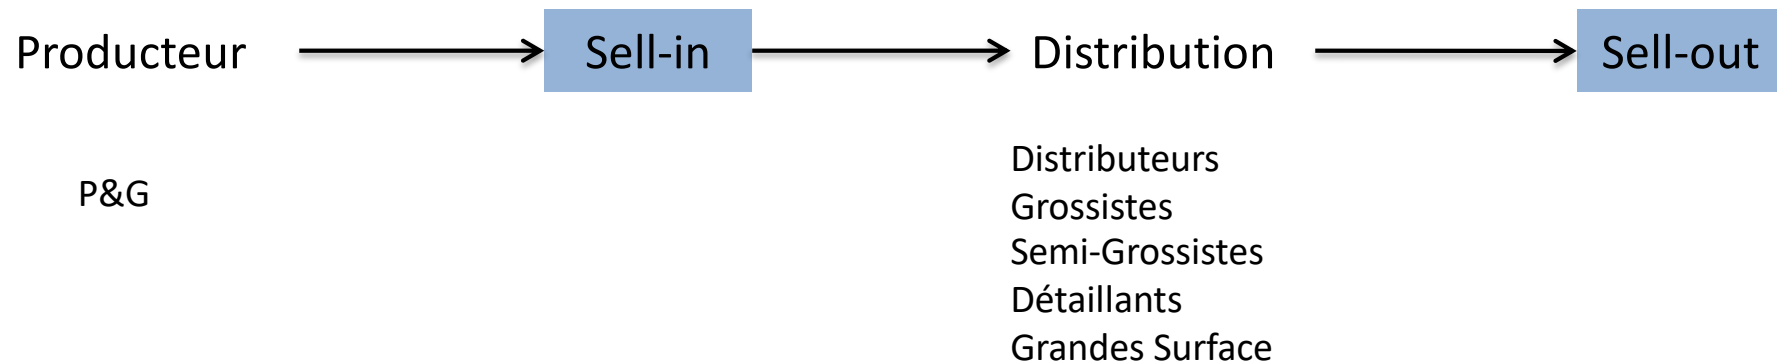 Producteur
Sell-in
Distribution
Sell-out
P&G
Distributeurs
Grossistes
Semi-Grossistes
Détaillants
Grandes Surface